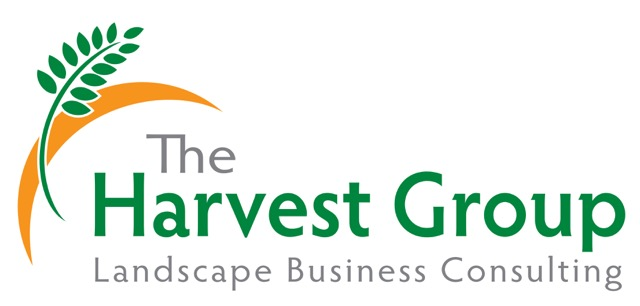 The
Harvest Group
Landscape Business Consulting